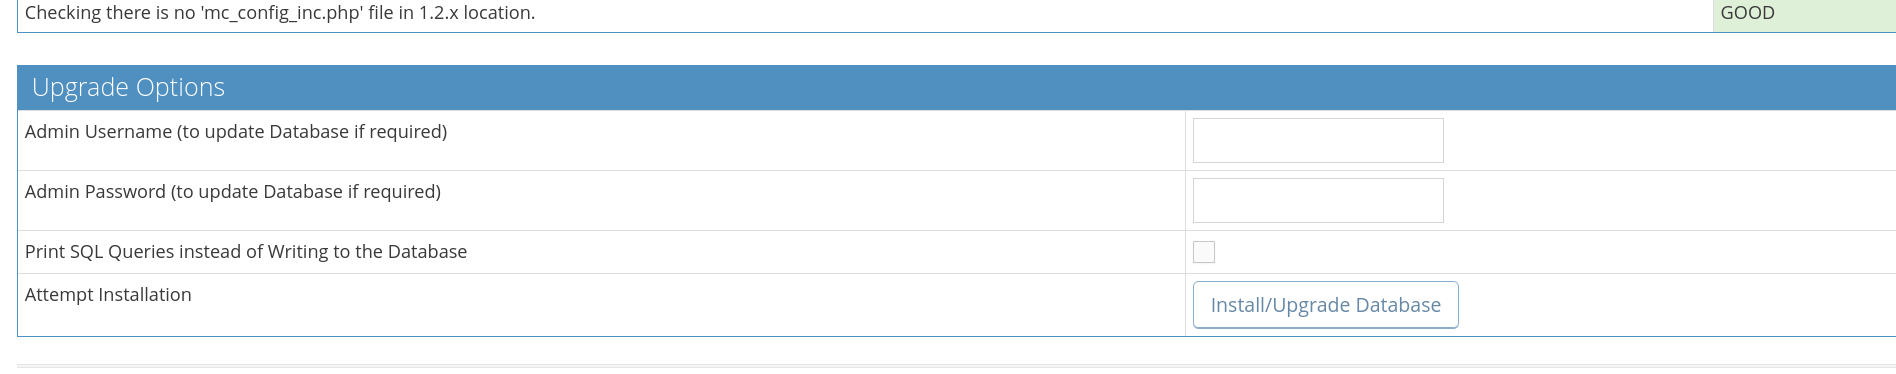 Checking there is no 'mc_config_inc.php' file in 1.2.x location.
GOOD
Upgrade Options
Admin Username (to update Database if required)
Admin Password (to update Database if required)
Print SQL Queries instead of Writing to the Database
Attempt Installation
Install/Upgrade Database